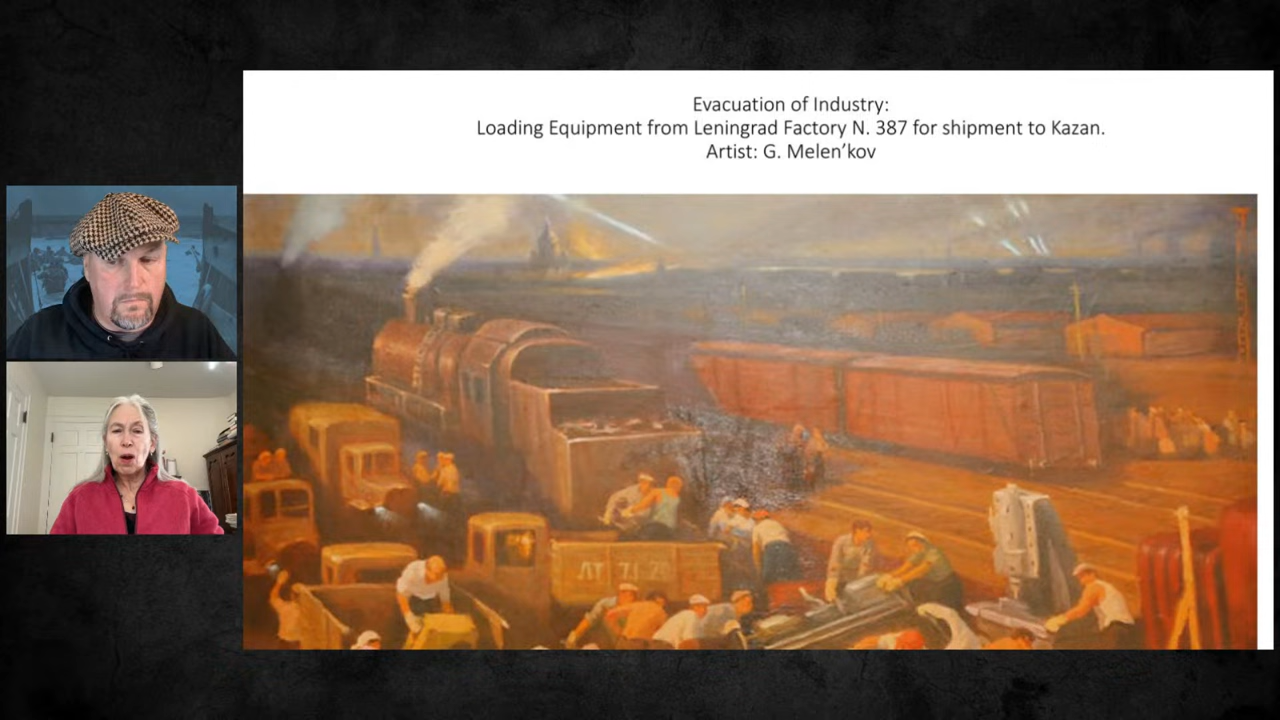 Evacuation of Industry:
Loading Equipment from Leningrad Factory N. 387 for shipment to Kazan.
Artist: G. Melen’kov